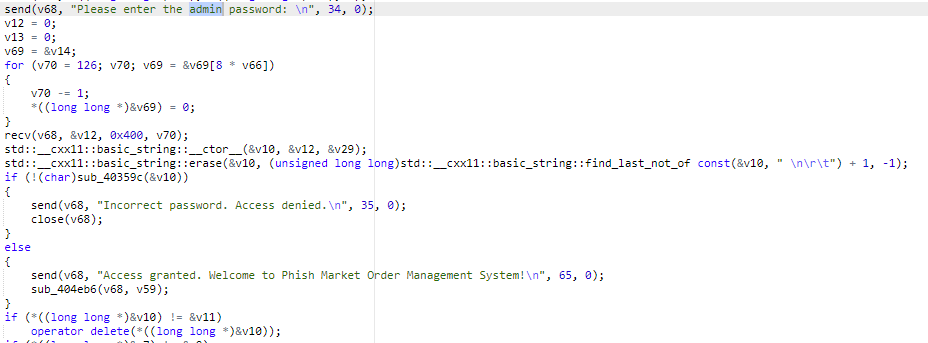 send(v68, "Please enter the admin password: \n", 34, 0);
v12 = 0;
v13 = 0;
v69 = &v14;
for (v70 = 126; v70; v69 = &v69[8 * v66])
{
    v70 -= 1;
    *((long long *)&v69) = 0;
}
recv(v68, &v12, 0x400, v70);
std::__cxx11::basic_string::__ctor__(&v10, &v12, &v29);
std::__cxx11::basic_string::erase(&v10, (unsigned long long)std::__cxx11::basic_string::find_last_not_of const(&v10, " \n\r\t") + 1, -1);
if (!(char)sub_40359c(&v10))
{
    send(v68, "Incorrect password. Access denied.\n", 35, 0);
    close(v68);
}
else
{
    send(v68, "Access granted. Welcome to Phish Market Order Management System!\n", 65, 0);
    sub_404eb6(v68, v59);
}
if (*((long long *)&v10) != &v11)
    operator delete(*((long long *)&v10));